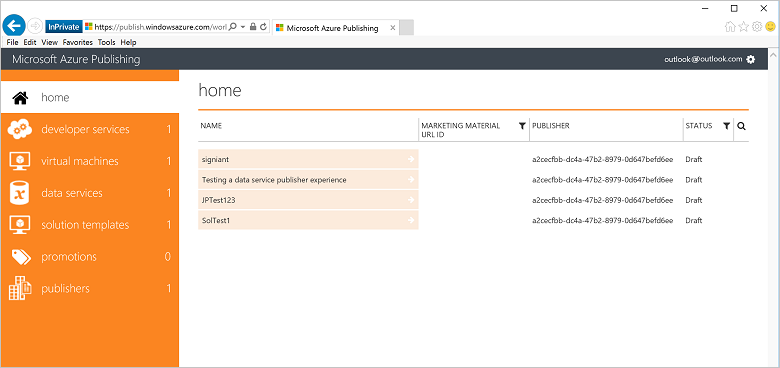 InPrivate https://publish.windowsazure.com/worl Microsoft Azure Publishing
File Edit View Favorites Tools Help
Microsoft Azure Publishing outlook@outlook.com
home
home
NAME MARKETING MATERIAL URL ID PUBLISHER STATUS
developer services 1
signiant a2cecfbb-dc4a-47b2-8979-0d647befd6ee Draft
virtual machines 1
Testing a data service publisher experience a2cecfbb-dc4a-47b2-8979-0d647befd6ee Draft
data services 1
JPTest123 a2cecfbb-dc4a-47b2-8979-0d647befd6ee Draft
solution templates 1
SolTest1 a2cecfbb-dc4a-47b2-8979-0d647befd6ee Draft
promotions 0
publishers 1